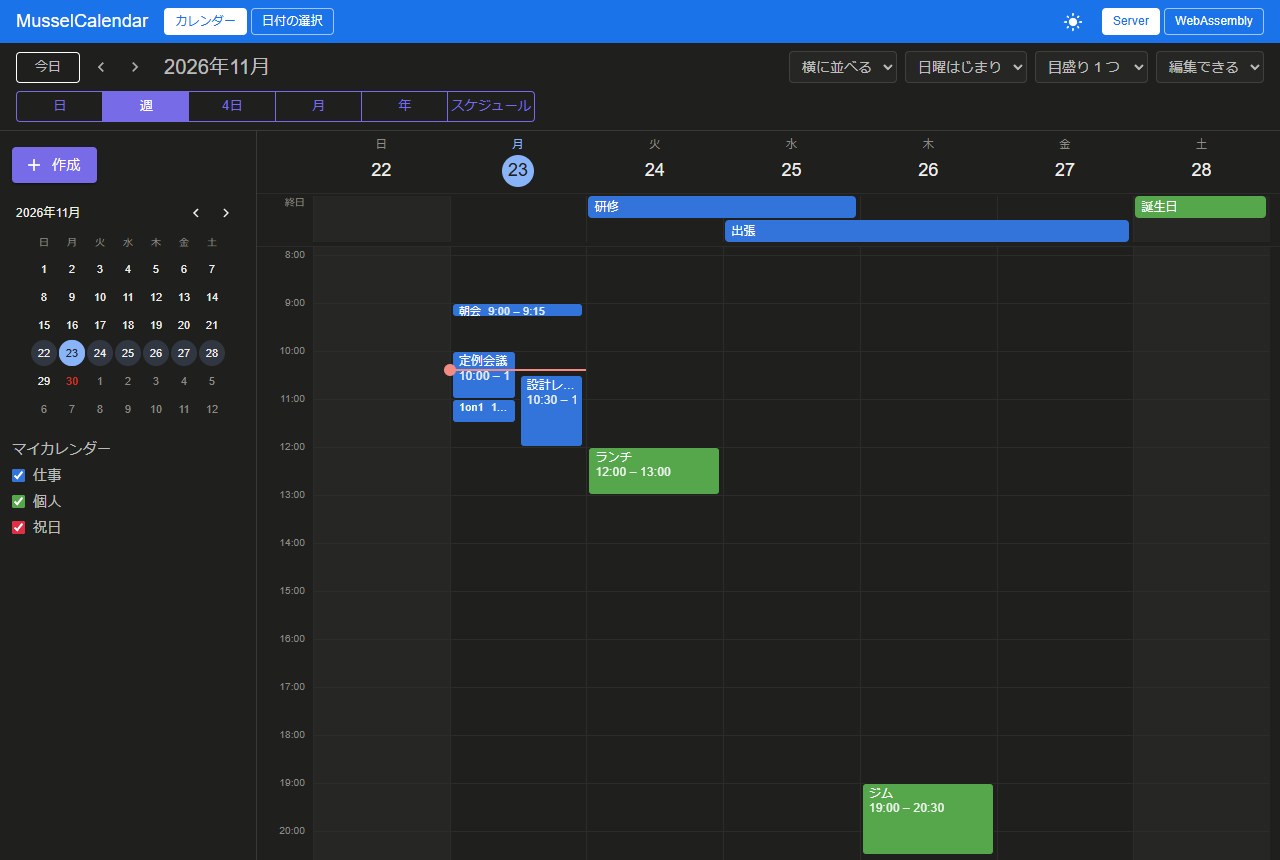 MusselCalendar カレンダー 日付の選択 Server WebAssembly
今日 2026年11月 横に並べる 日曜はじまり 目盛り 1 つ 編集できる
日 週 4日 月 年 スケジュール
+ 作成
2026年11月
日 月 火 水 木 金 土
1 2 3 4 5 6 7
8 9 10 11 12 13 14
15 16 17 18 19 20 21
22 23 24 25 26 27 28
29 30 1 2 3 4 5
6 7 8 9 10 11 12
マイカレンダー
仕事
個人
祝日
日 月 火 水 木 金 土
22 23 24 25 26 27 28
終日 研修 誕生日
出張
8:00
9:00
朝会 9:00 – 9:15
10:00
定例会議
10:00 – 1
設計レ...
10:30 – 1
11:00
1on1 1...
12:00
ランチ
12:00 – 13:00
13:00
14:00
15:00
16:00
17:00
18:00
19:00
ジム
19:00 – 20:30
20:00